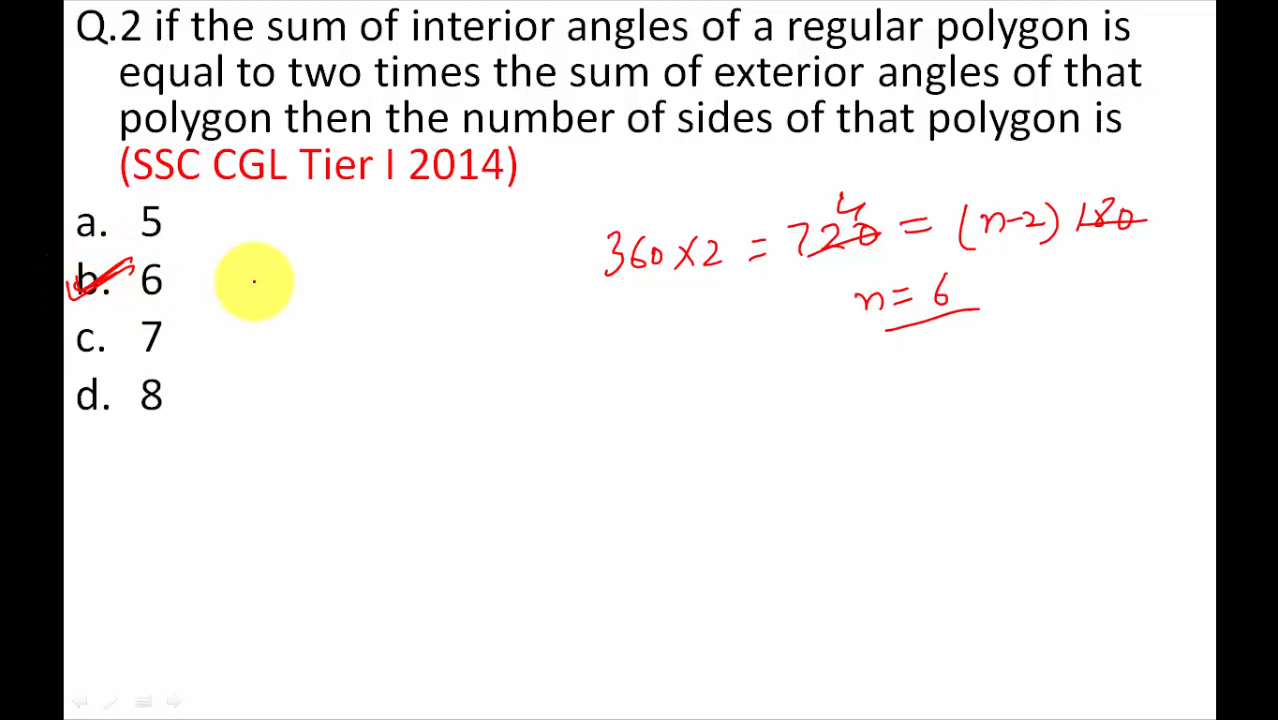 Q.2 if the sum of interior angles of a regular polygon is
equal to two times the sum of exterior angles of that
polygon then the number of sides of that polygon is
(SSC CGL Tier I 2014)
a. 5
b. 6
c. 7
d. 8
4
360×2 = 720 = (n-2) 180
n = 6